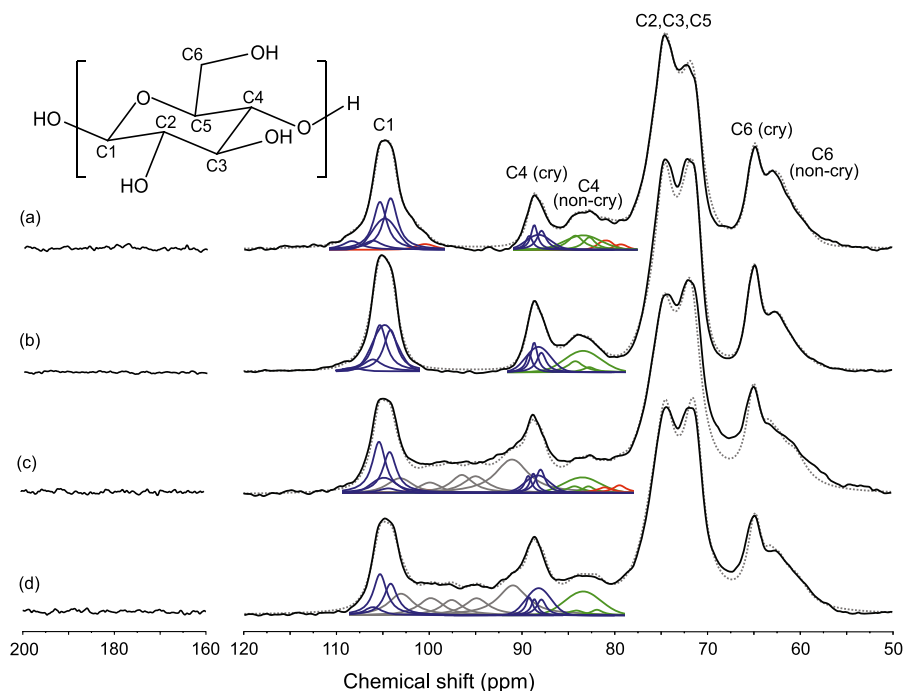 C2,C3,C5
C6
OH
O
C4
H
HO
C5
C2
OH
O
C1
C3
HO
C1
C6 (cry)
C6
(non-cry)
C4 (cry)
C4
(non-cry)
(a)
(b)
(c)
(d)
200 180 160 120 110 100 90 80 70 60 50
Chemical shift (ppm)